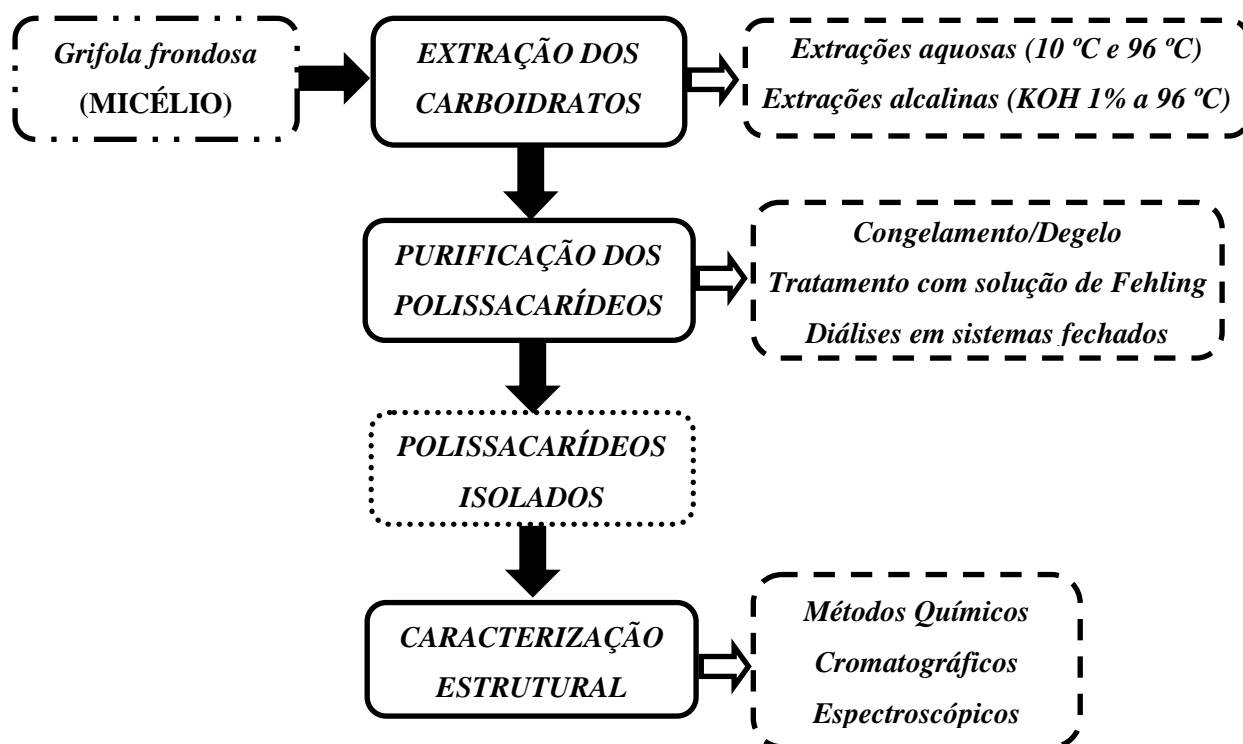 Grifola frondosa
(MICÉLIO)
EXTRAÇÃO DOS
CARBOIDRATOS
Extrações aquosas (10 ºC e 96 ºC)
Extrações alcalinas (KOH 1% a 96 ºC)
PURIFICAÇÃO DOS
POLISSACARÍDEOS
Congelamento/Degelo
Tratamento com solução de Fehling
Diálises em sistemas fechados
POLISSACARÍDEOS
ISOLADOS
CARACTERIZAÇÃO
ESTRUTURAL
Métodos Químicos
Cromatográficos
Espectroscópicos